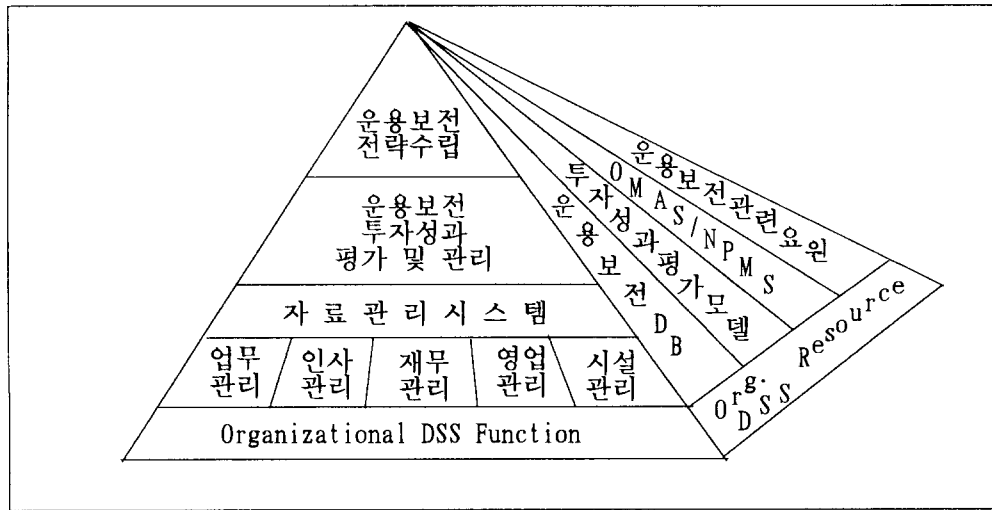 운용보전
전략수립
운용보전
투자성과
평가 및 관리
자 료 관 리 시 스 템
업무
관리
인사
관리
재무
관리
영업
관리
시설
관리
Organizational DSS Function
운용보전 DB
투자성과평가모델
OMAS/NPMS
운용보전관련요원
Org. Resource
DSS